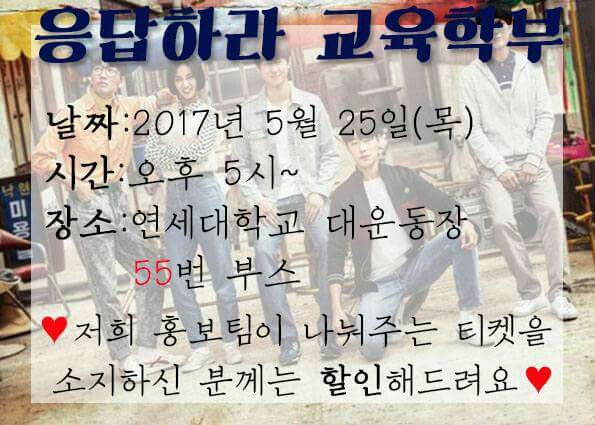 응답하라 교육학부
날짜:2017년 5월 25일(목)
시간:오후 5시~
장소:연세대학교 대운동장
55번 부스
♥저희 홍보팀이 나눠주는 티켓을
소지하신 분께는 할인해드려요♥